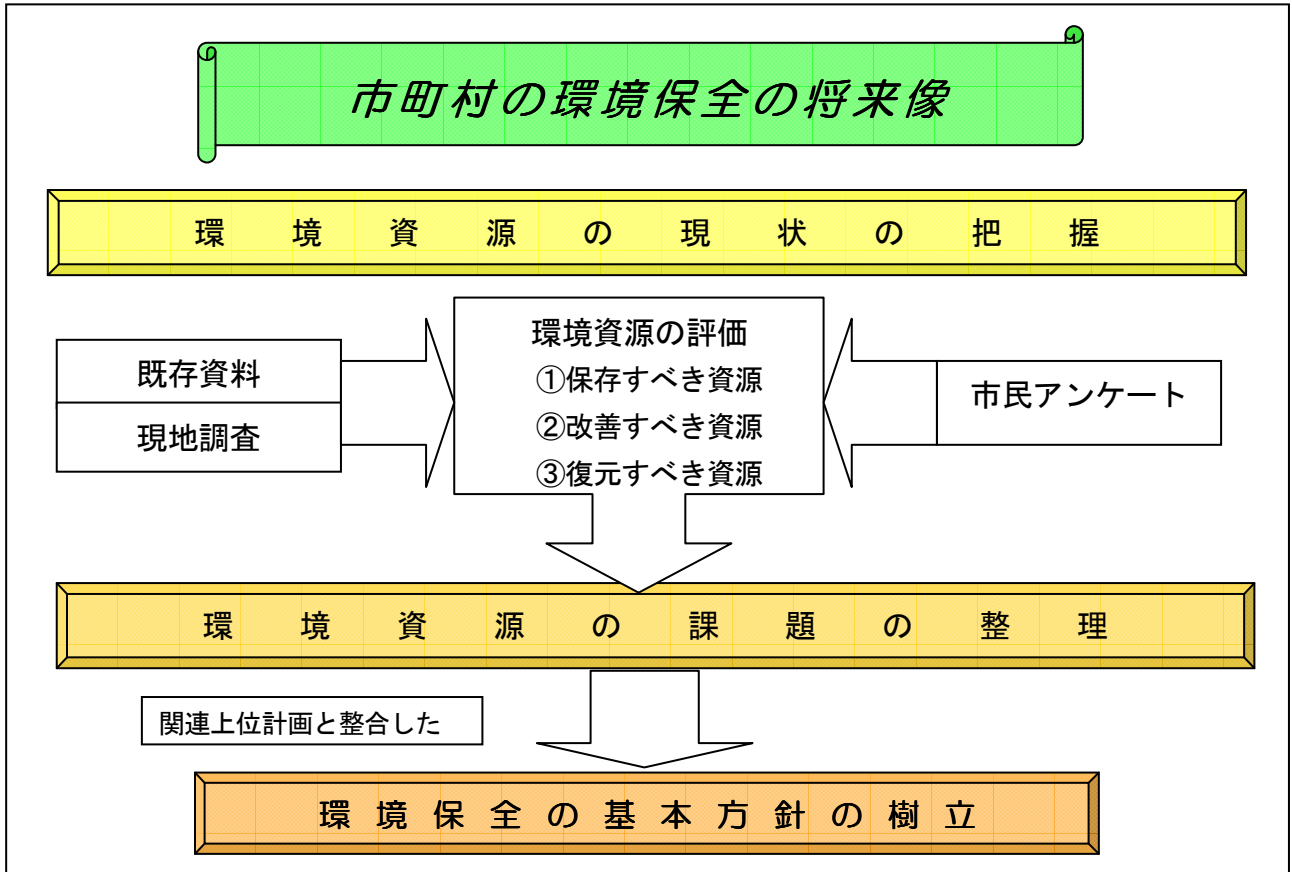 市町村の環境保全の将来像
環境資源の現状の把握
既存資料
現地調査
環境資源の評価
①保存すべき資源
②改善すべき資源
③復元すべき資源
市民アンケート
環境資源の課題の整理
関連上位計画と整合した
環境保全の基本方針の樹立